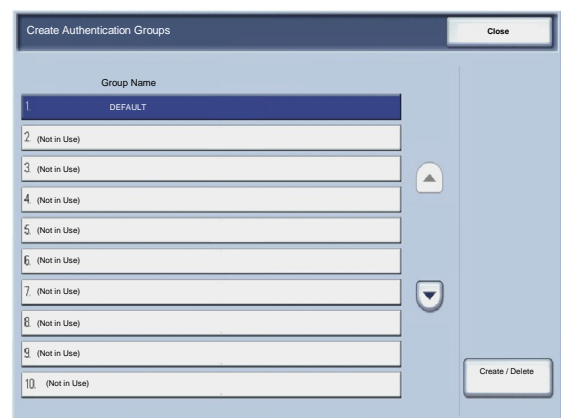 Create Authentication Groups
Close
Group Name
1. DEFAULT
2. (Not in Use)
3. (Not in Use)
4. (Not in Use)
5. (Not in Use)
6. (Not in Use)
7. (Not in Use)
8. (Not in Use)
9. (Not in Use)
10. (Not in Use)
Create / Delete